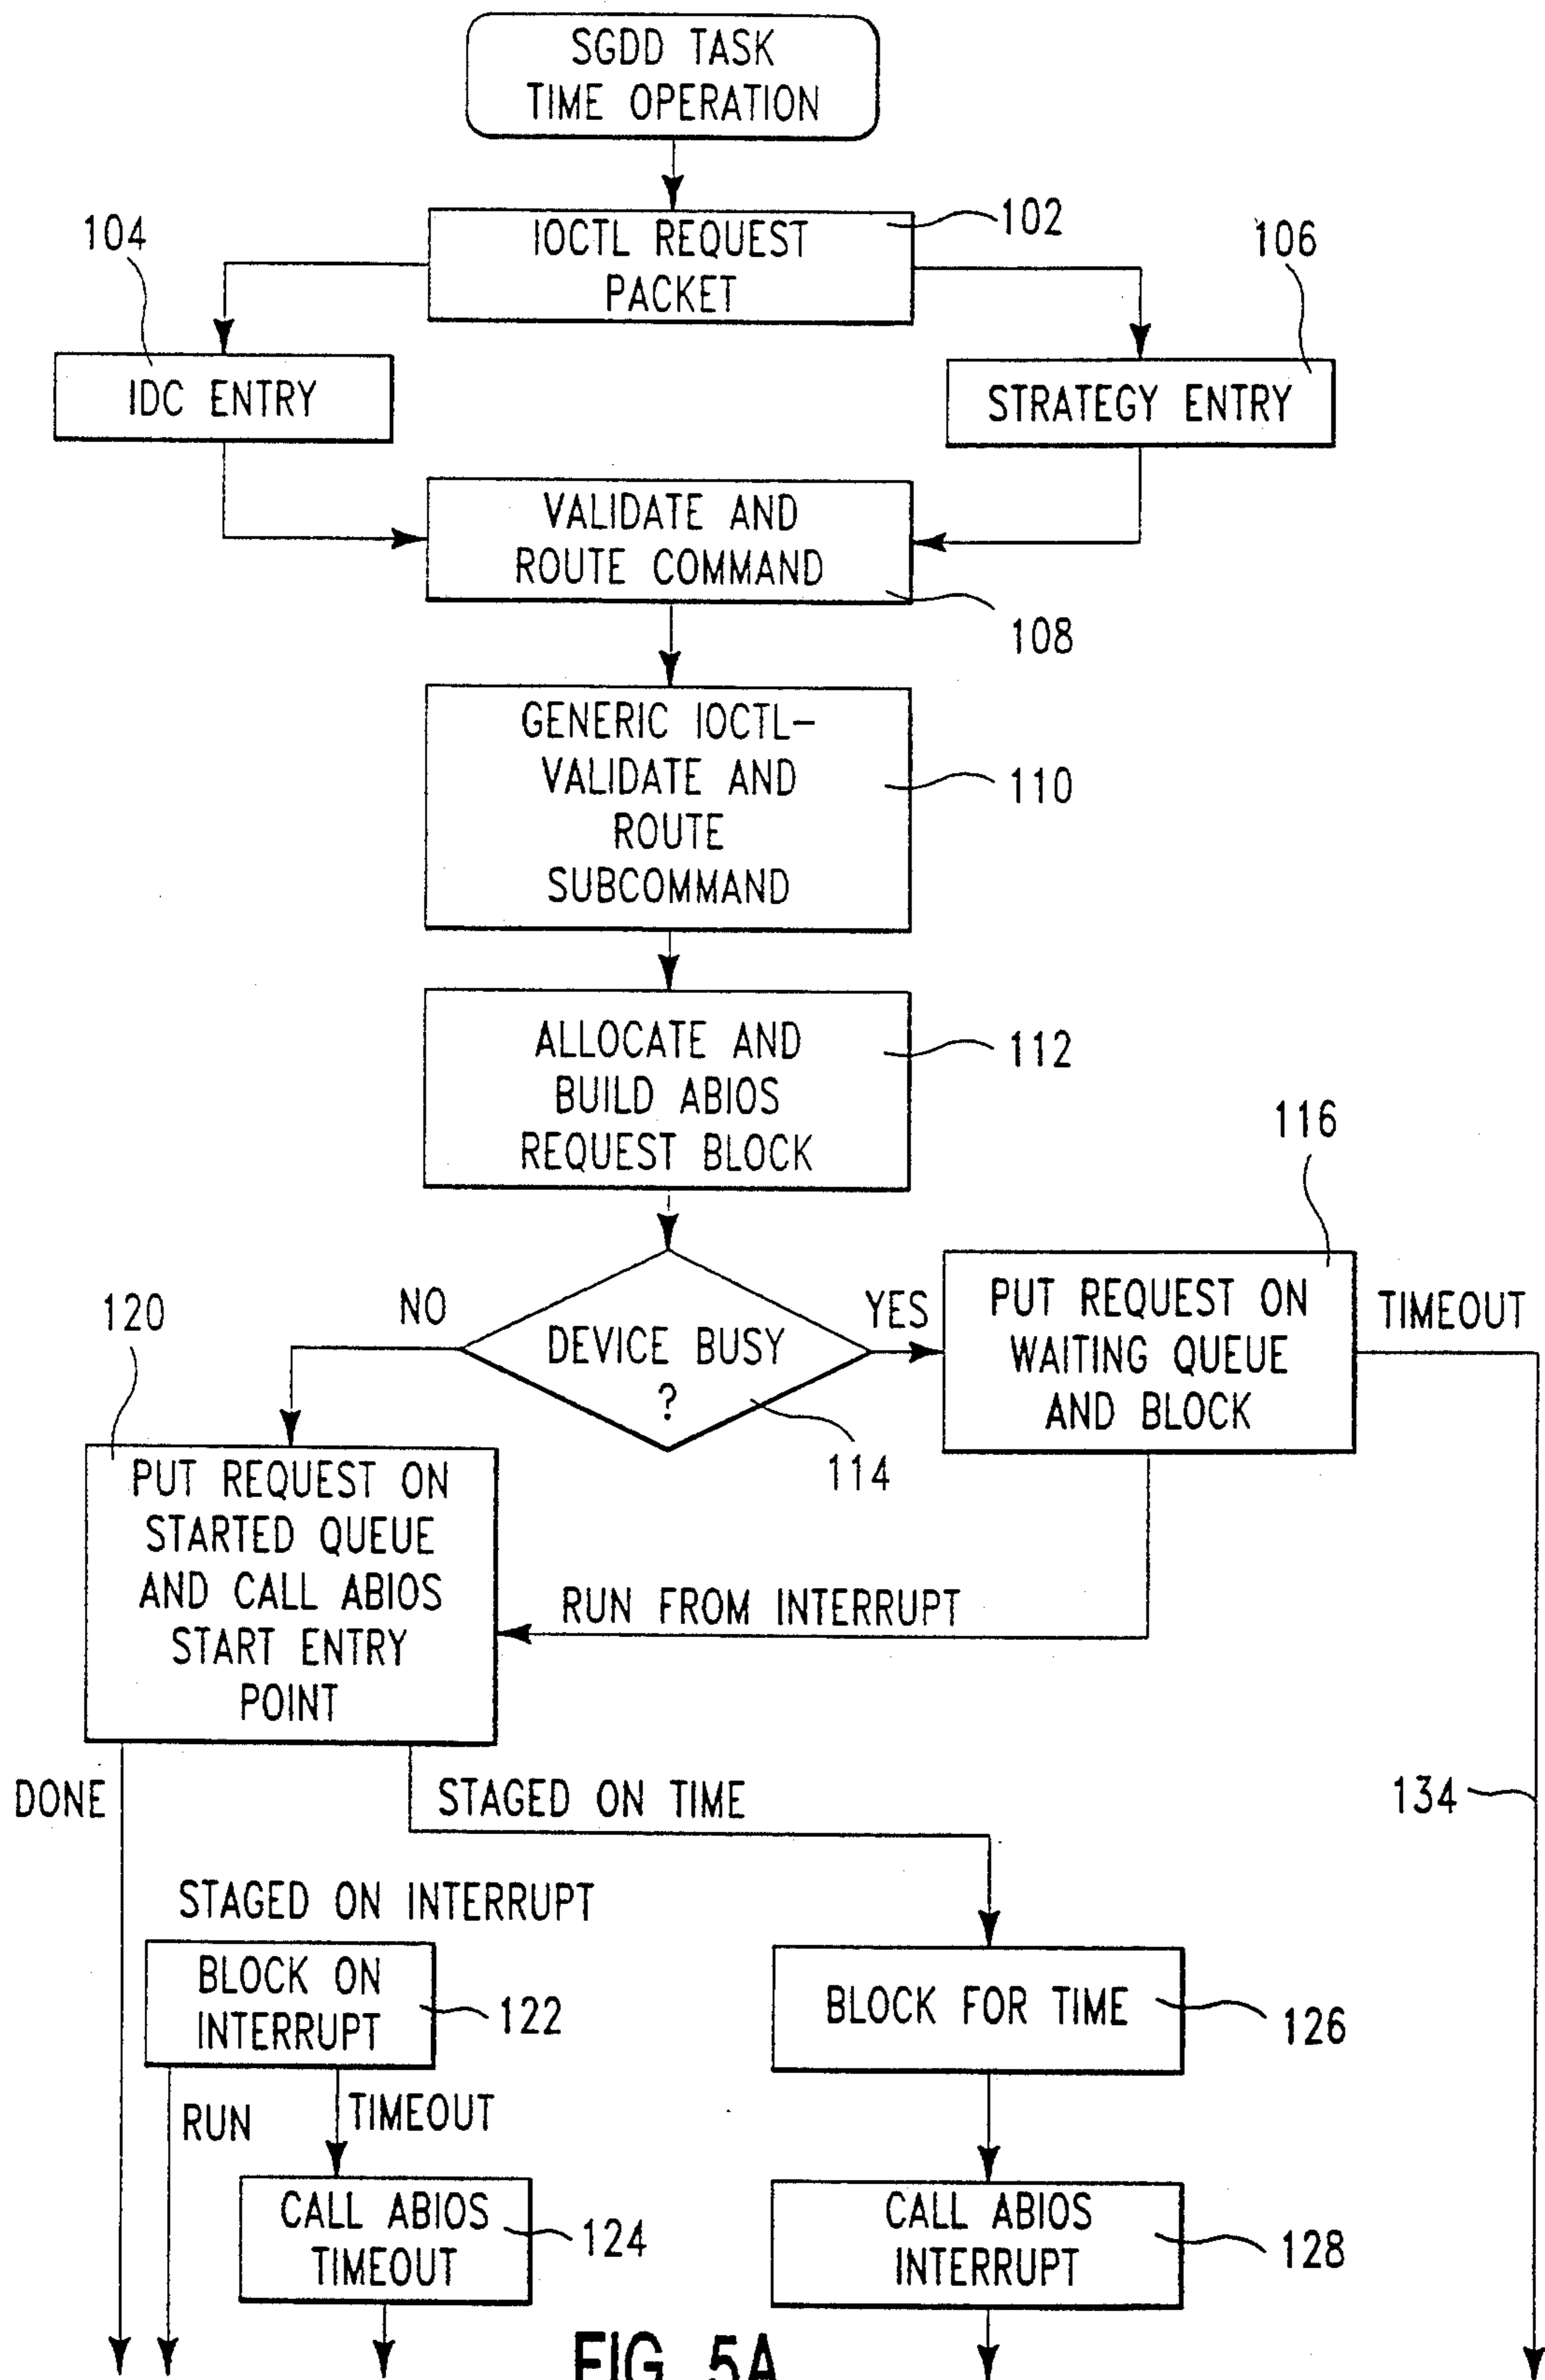 SGDD TASK
TIME OPERATION
102
IOCTL REQUEST
PACKET
104
106
IDC ENTRY
STRATEGY ENTRY
VALIDATE AND
ROUTE COMMAND
108
GENERIC IOCTL-
VALIDATE AND
ROUTE
SUBCOMMAND
110
ALLOCATE AND
BUILD ABIOS
REQUEST BLOCK
112
116
120
NO
DEVICE BUSY
?
YES
114
PUT REQUEST ON
WAITING QUEUE
AND BLOCK
TIMEOUT
PUT REQUEST ON
STARTED QUEUE
AND CALL ABIOS
START ENTRY
POINT
RUN FROM INTERRUPT
DONE
STAGED ON TIME
134
STAGED ON INTERRUPT
BLOCK ON
INTERRUPT
122
BLOCK FOR TIME
126
RUN
TIMEOUT
CALL ABIOS
TIMEOUT
124
CALL ABIOS
INTERRUPT
128
FIG. 5A